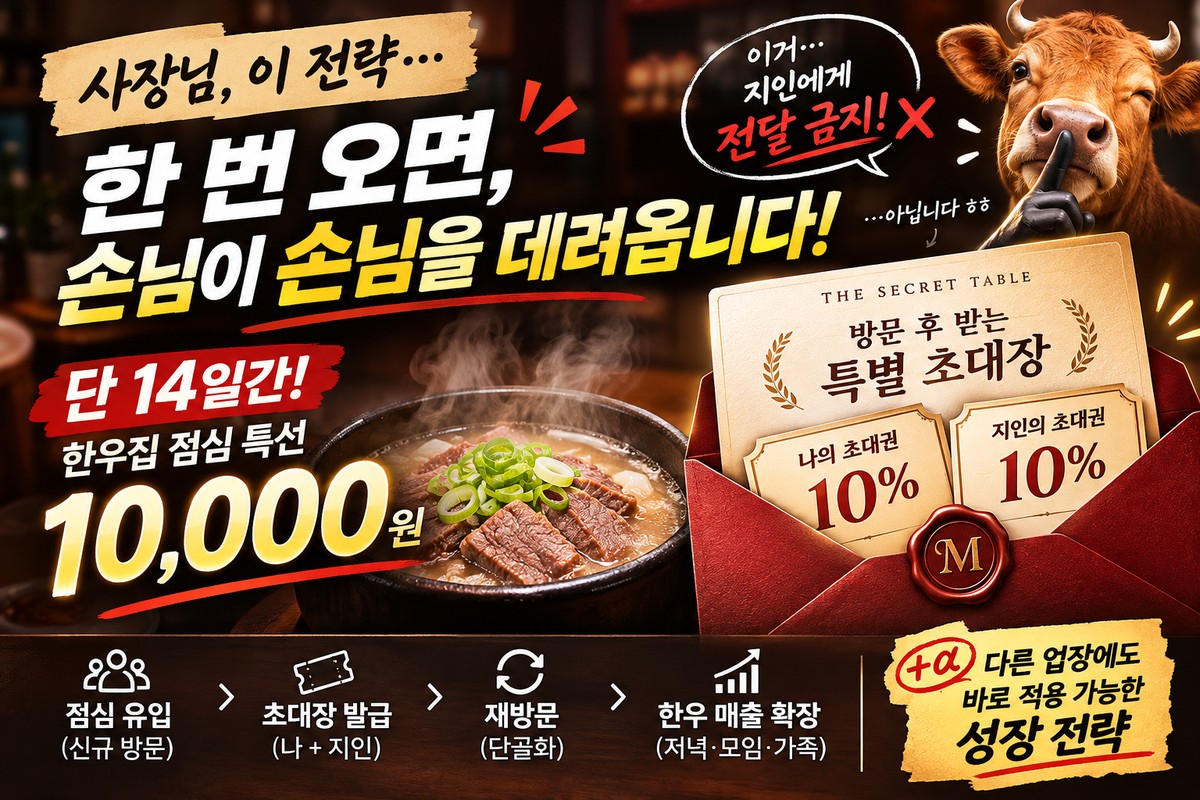 사장님, 이 전략...
한 번 오면,
손님이 손님을 데려옵니다!
이거...
지인에게
전달 금지! X
...아닙니다 ㅎㅎ
단 14일간!
한우집 점심 특선
10,000원
THE SECRET TABLE
방문 후 받는
특별 초대장
나의 초대권
10%
지인의 초대권
10%
M
점심 유입
(신규 방문)
초대장 발급
(나 + 지인)
재방문
(단골화)
한우 매출 확장
(저녁·모임·가족)
+α 다른 업장에도
바로 적용 가능한
성장 전략